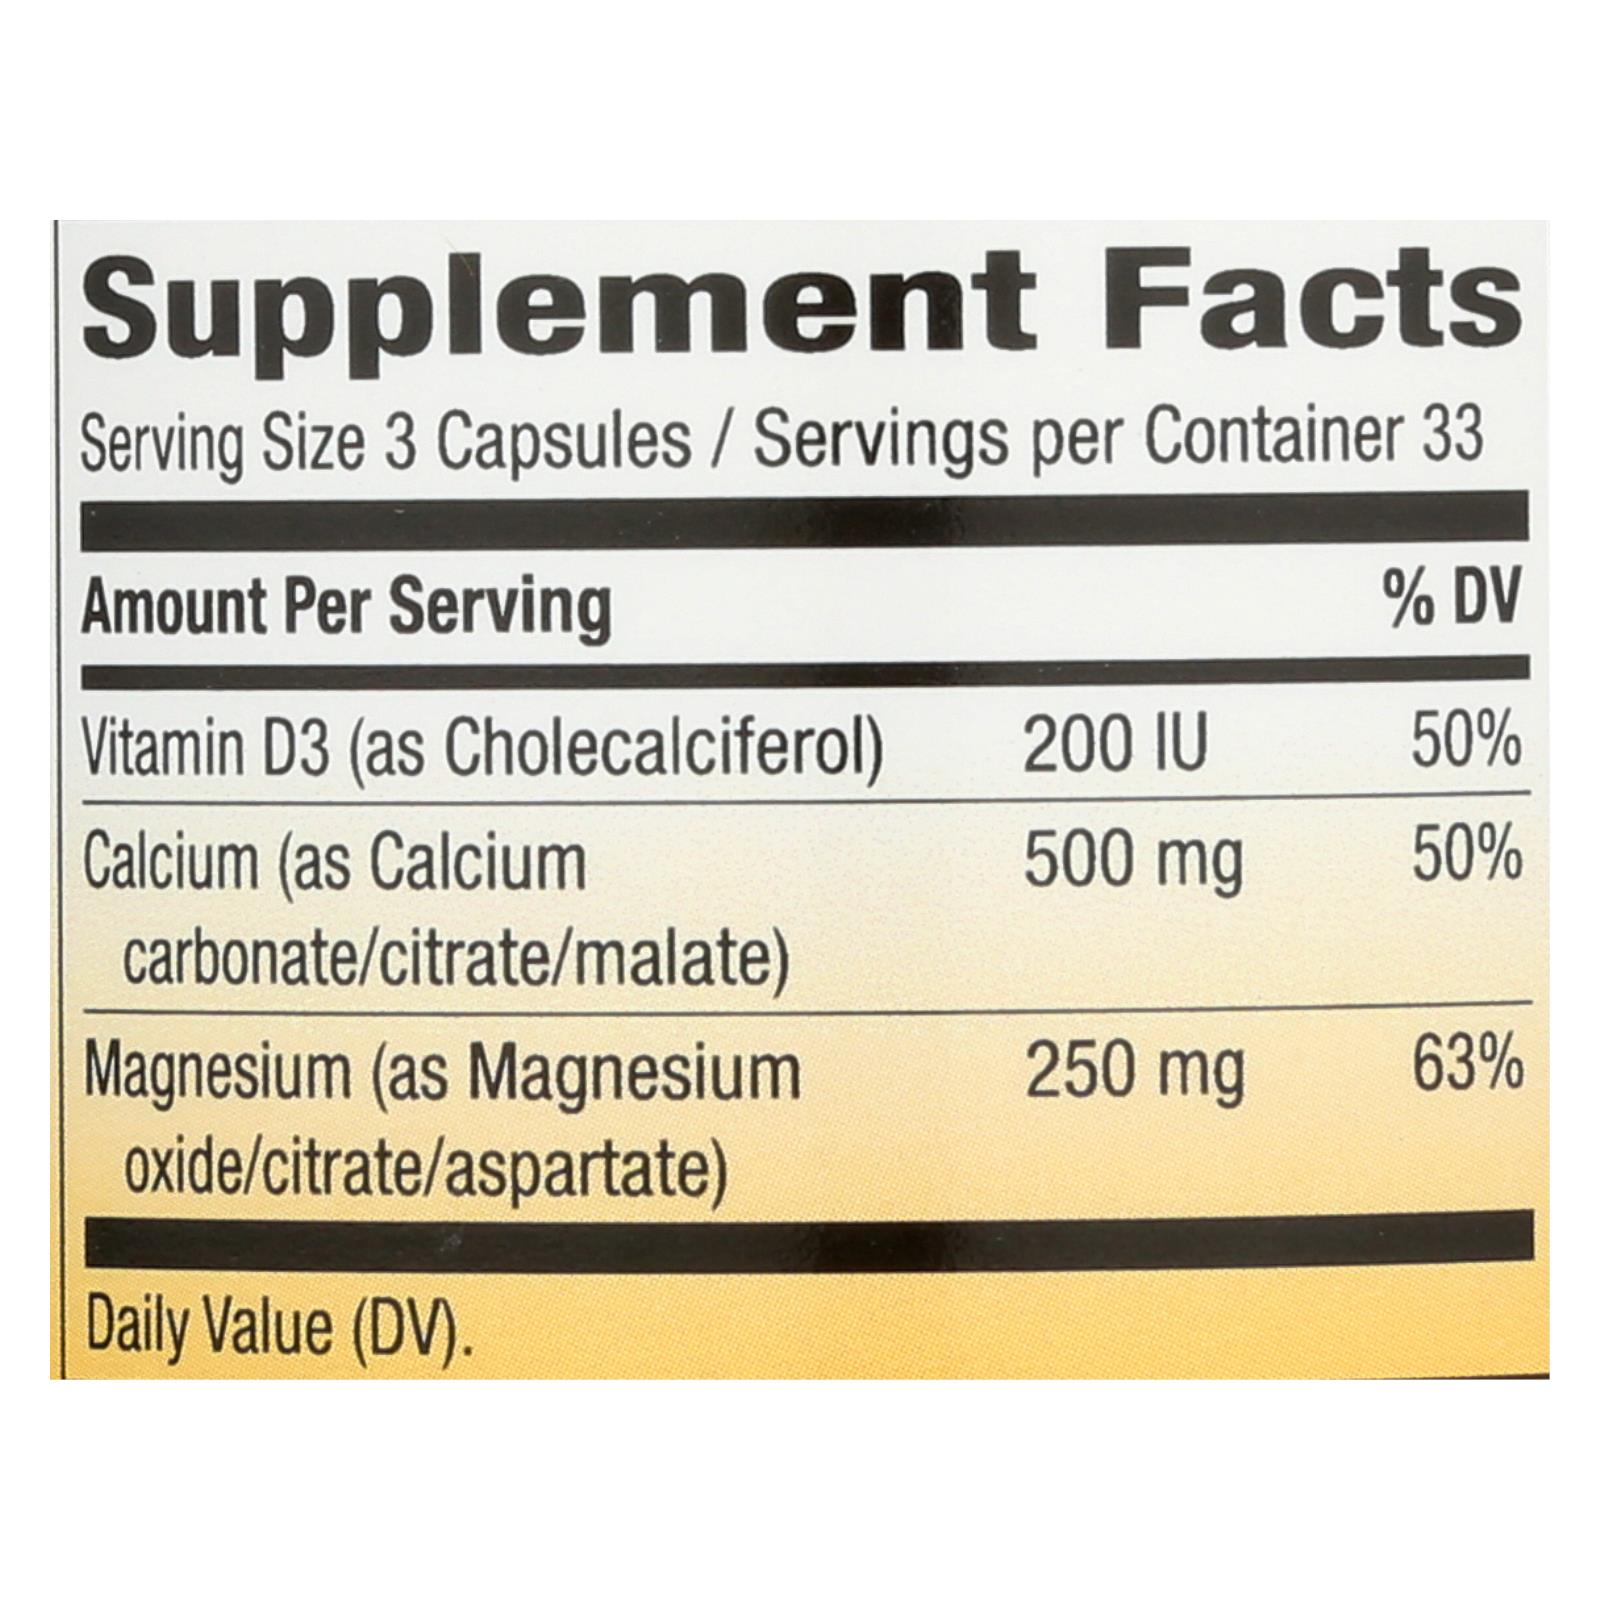 Supplement Facts
Serving Size 3 Capsules / Servings per Container 33
Amount Per Serving % DV
Vitamin D3 (as Cholecalciferol) 200 IU 50%
Calcium (as Calcium 500 mg 50%
carbonate/citrate/malate)
Magnesium (as Magnesium 250 mg 63%
oxide/citrate/aspartate)
Daily Value (DV).